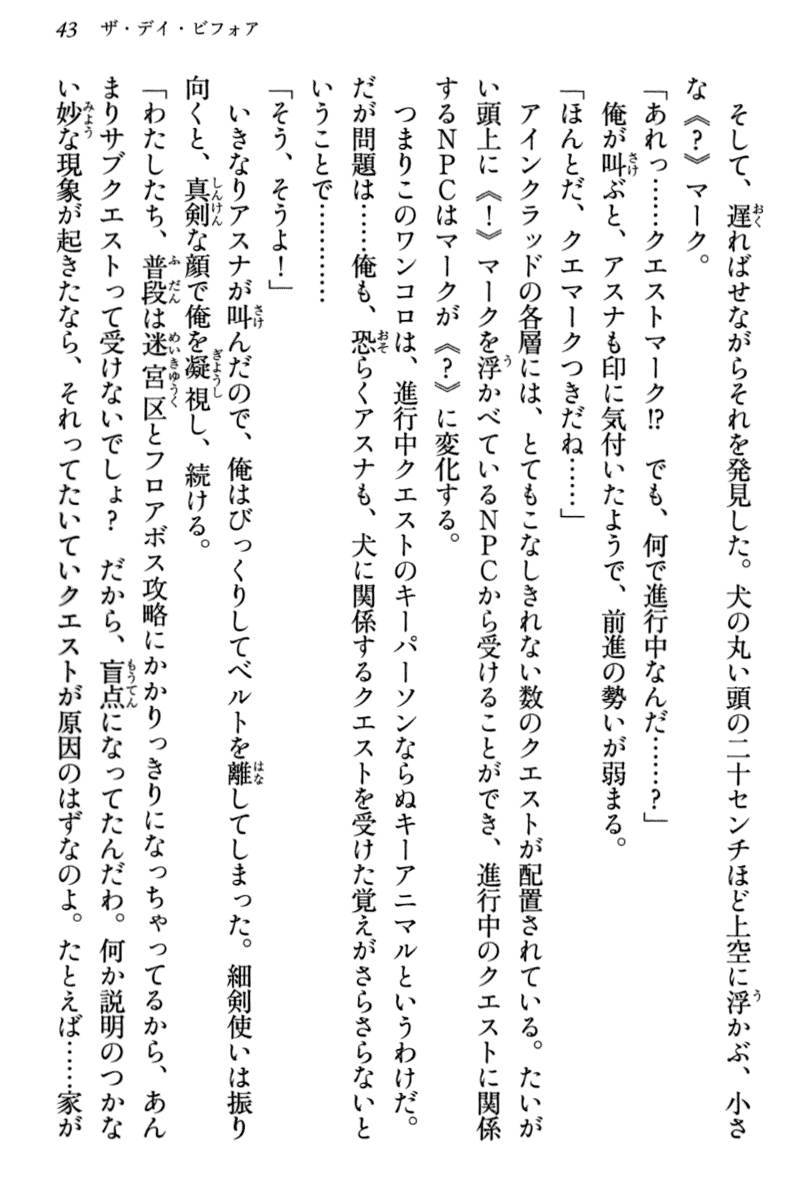 43　ザ・デイ・ビフォア
　そして、遅ればせながらそれを発見した。犬の丸い頭の二十センチほど上空に浮かぶ、小さ
な《？》マーク。
「あれっ……クエストマーク!?　でも、何で進行中なんだ……？」
　俺が叫ぶと、アスナも印に気付いたようで、前進の勢いが弱まる。
「ほんとだ、クエマークつきだね……」
　アインクラッドの各層には、とてもこなしきれない数のクエストが配置されている。たいが
い頭上に《！》マークを浮かべているNPCから受けることができ、進行中のクエストに関係
するNPCはマークが《？》に変化する。
　つまりこのワンコロは、進行中クエストのキーパーソンならぬキーアニマルというわけだ。
だが問題は……俺も、恐らくアスナも、犬に関係するクエストを受けた覚えがさらさらないと
いうことで…………
「そう、そうよ！」
　いきなりアスナが叫んだので、俺はびっくりしてベルトを離してしまった。細剣使いは振り
向くと、真剣な顔で俺を凝視し、続ける。
「わたしたち、普段は迷宮区とフロアボス攻略にかかりっきりになっちゃってるから、あん
まりサブクエストって受けないでしょ？　だから、盲点になってたんだわ。何か説明のつかな
い妙な現象が起きたなら、それってたいていクエストが原因のはずなのよ。たとえば……家が